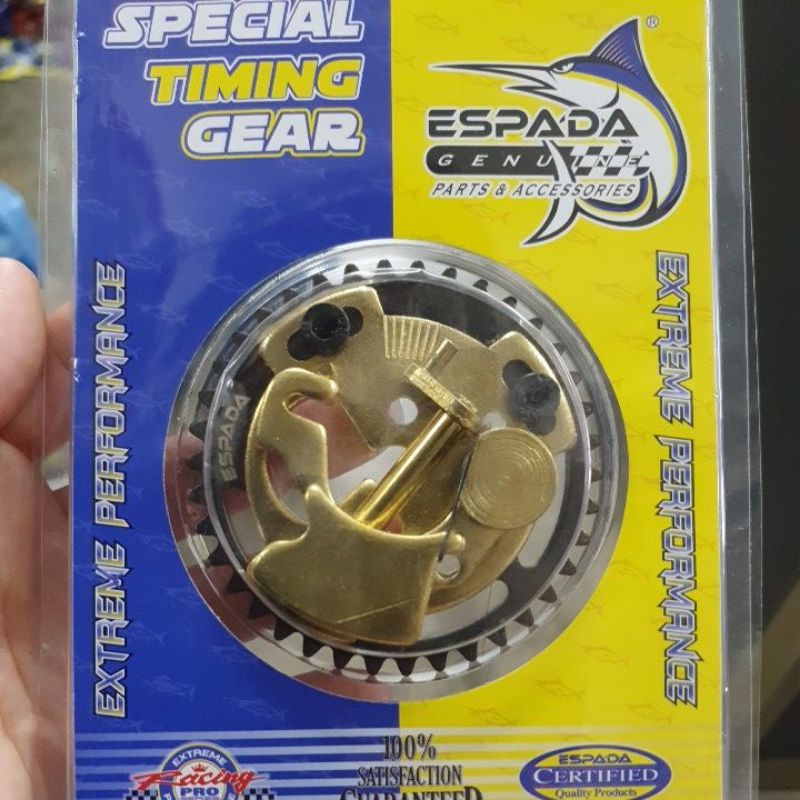 SPECIAL
TIMING
GEAR
®
ESPADA
GENUINE
PARTS & ACCESSORIES
EXTREME PERFORMANCE
EXTREME PERFORMANCE
ESPADA
EXTREME
Racing
PRO
100%
SATISFACTION
GUARANTEED
ESPADA
CERTIFIED
Quality Products